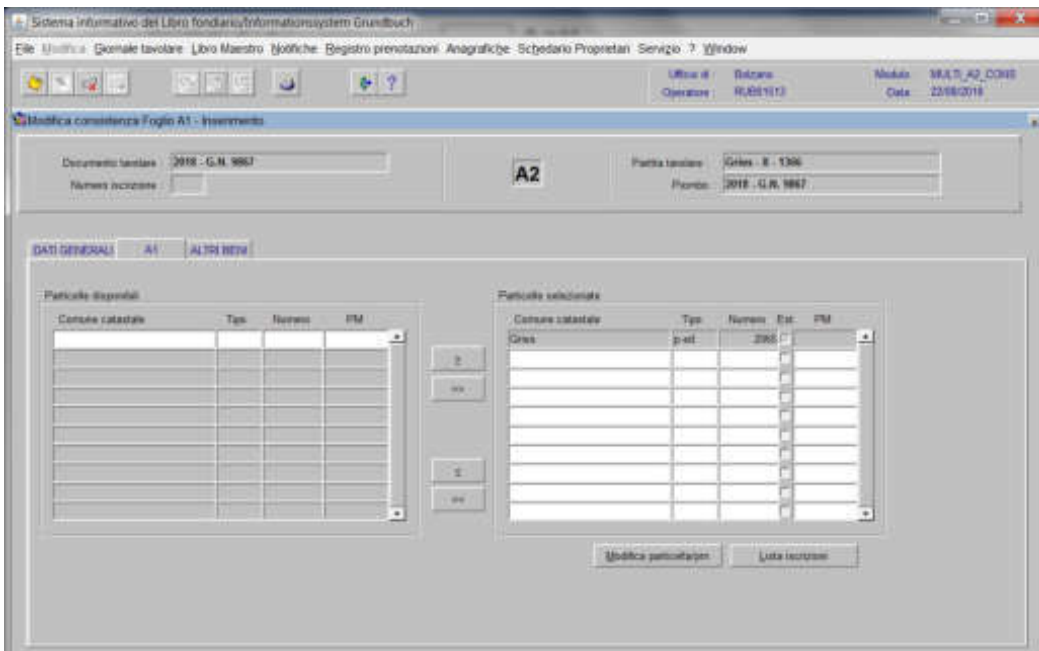 Sistema informativo del Libro fondiario/Informationssystem Grundbuch
File Modifica Giornale tavolare Libro Maestro Notifiche Registro prenotazioni Anagrafiche Schedario Proprietari Servizio ? Window
Ufficio di : Bolzano Modulo: MULTI_A2_CONS
Operatore : Data: 22/08/2018
Modifica consistenza Foglio A1 - Inserimento
Documento tavolare 2018 - G.N. 9867 A2 Partita tavolare Gries - II - 1366
Numero iscrizione Piombo 2018 - G.N. 9867
DATI GENERALI A1 ALTRI BENI
Particelle disponibili Particelle selezionate
Comune catastale Tipo Numero PM Comune catastale Tipo Numero Est. PM
Gries p.ed.
>
>>
<
<<
Modifica particella/pm Lista iscrizioni